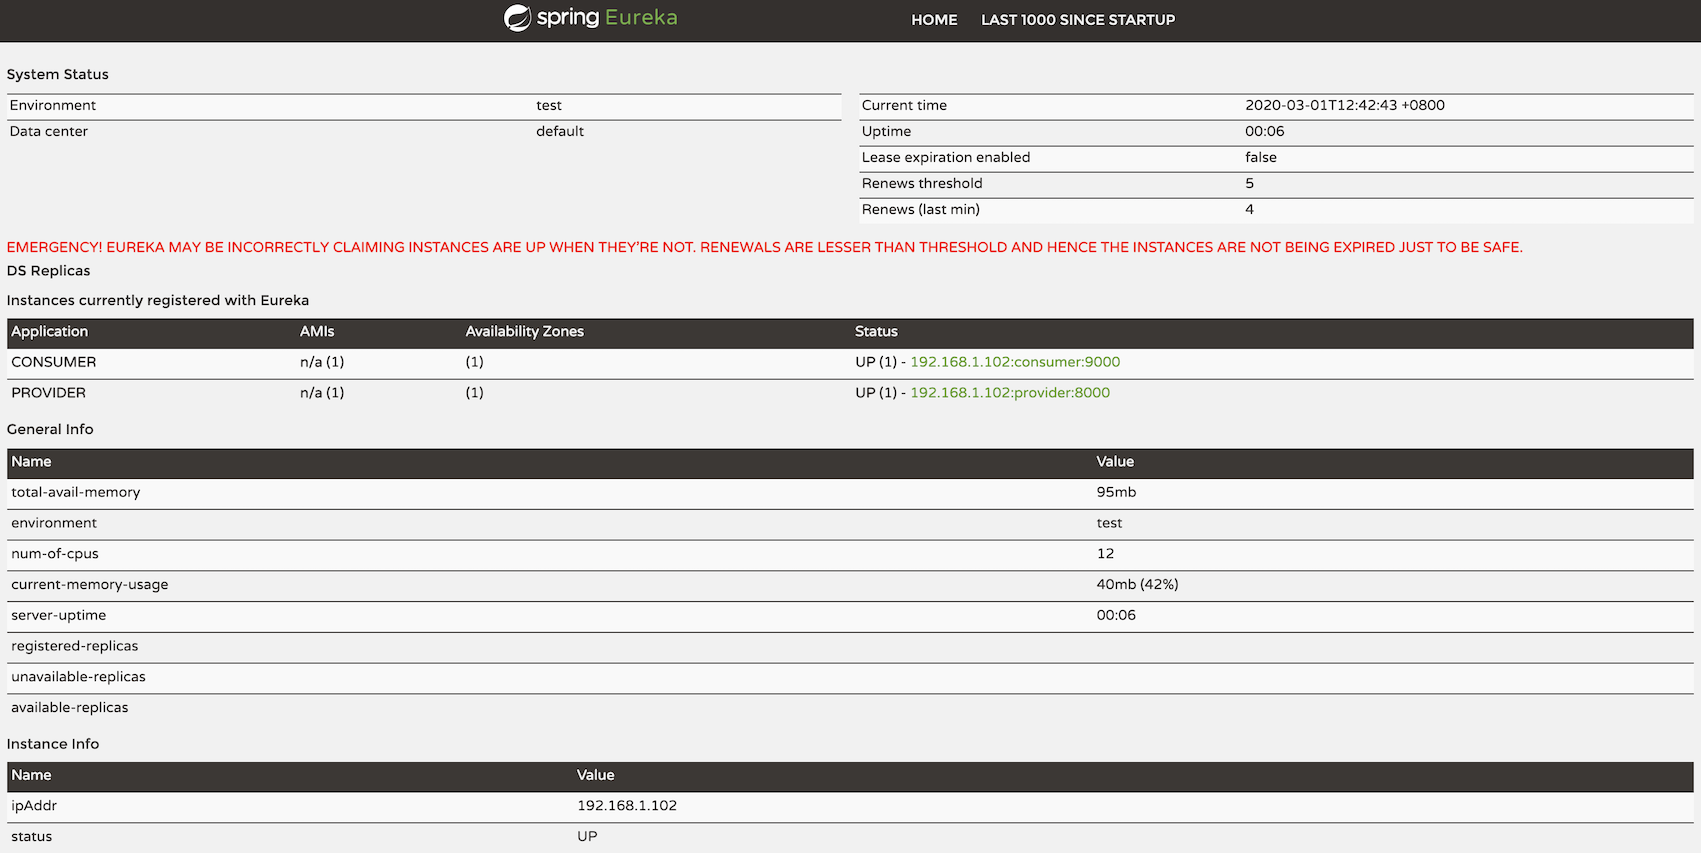 spring Eureka HOME LAST 1000 SINCE STARTUP
System Status
Environment test
Data center default
Current time 2020-03-01T12:42:43 +0800
Uptime 00:06
Lease expiration enabled false
Renews threshold 5
Renews (last min) 4
EMERGENCY! EUREKA MAY BE INCORRECTLY CLAIMING INSTANCES ARE UP WHEN THEY'RE NOT. RENEWALS ARE LESSER THAN THRESHOLD AND HENCE THE INSTANCES ARE NOT BEING EXPIRED JUST TO BE SAFE.
DS Replicas
Instances currently registered with Eureka
Application AMIs Availability Zones Status
CONSUMER n/a (1) (1) UP (1) - 192.168.1.102:consumer:9000
PROVIDER n/a (1) (1) UP (1) - 192.168.1.102:provider:8000
General Info
Name Value
total-avail-memory 95mb
environment test
num-of-cpus 12
current-memory-usage 40mb (42%)
server-uptime 00:06
registered-replicas
unavailable-replicas
available-replicas
Instance Info
Name Value
ipAddr 192.168.1.102
status UP